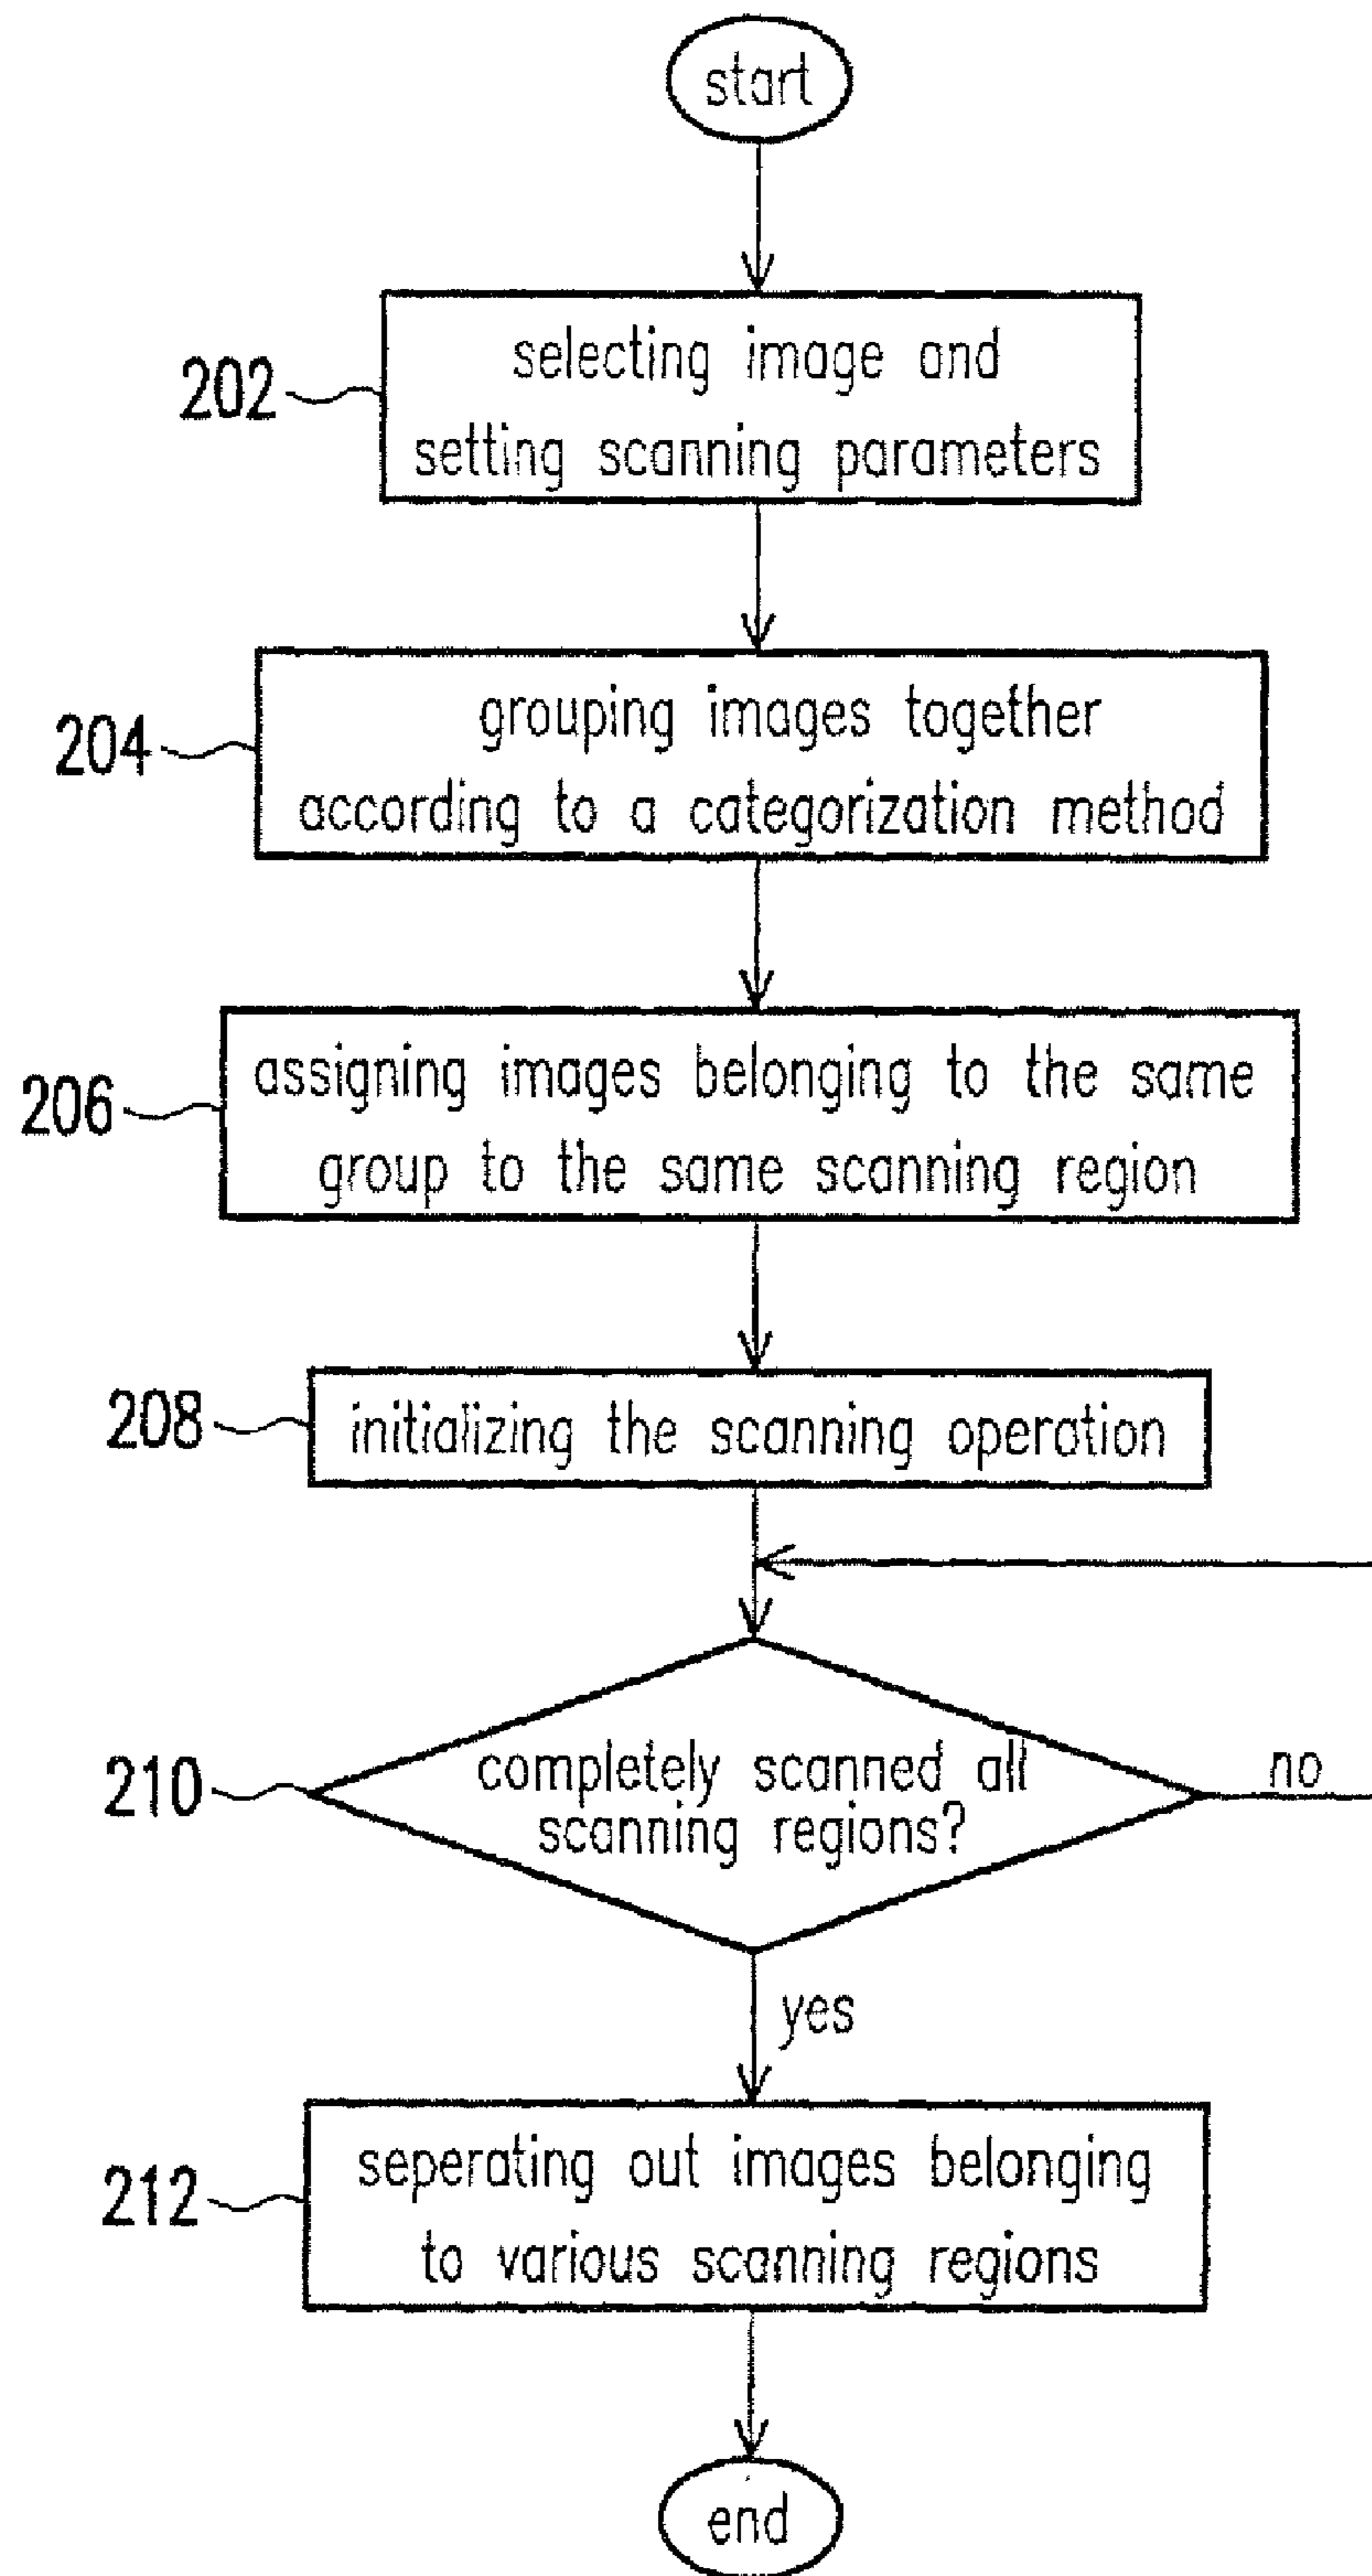 start
202
selecting image and
setting scanning parameters
204
grouping images together
according to a categorization method
206
assigning images belonging to the same
group to the same scanning region
208
initializing the scanning operation
210
completely scanned all
scanning regions?
no
yes
212
seperating out images belonging
to various scanning regions
end